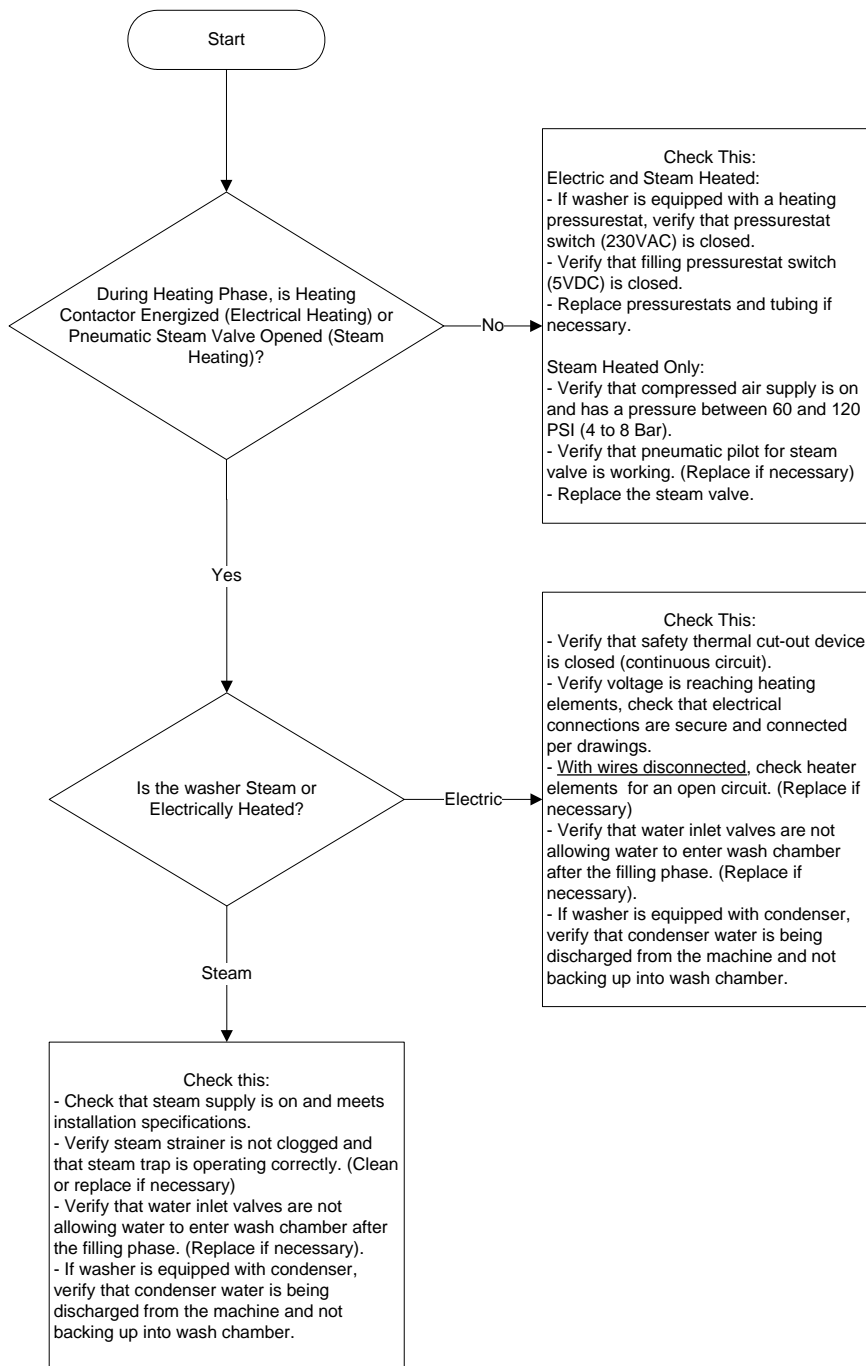 Start
During Heating Phase, is Heating
Contactor Energized (Electrical Heating) or
Pneumatic Steam Valve Opened (Steam
Heating)?
No
Check This:
Electric and Steam Heated:
- If washer is equipped with a heating
pressurestat, verify that pressurestat
switch (230VAC) is closed.
- Verify that filling pressurestat switch
(5VDC) is closed.
- Replace pressurestats and tubing if
necessary.
Steam Heated Only:
- Verify that compressed air supply is on
and has a pressure between 60 and 120
PSI (4 to 8 Bar).
- Verify that pneumatic pilot for steam
valve is working. (Replace if necessary)
- Replace the steam valve.
Yes
Is the washer Steam or
Electrically Heated?
Electric
Check This:
- Verify that safety thermal cut-out device
is closed (continuous circuit).
- Verify voltage is reaching heating
elements, check that electrical
connections are secure and connected
per drawings.
- With wires disconnected, check heater
elements  for an open circuit. (Replace if
necessary)
- Verify that water inlet valves are not
allowing water to enter wash chamber
after the filling phase. (Replace if
necessary).
- If washer is equipped with condenser,
verify that condenser water is being
discharged from the machine and not
backing up into wash chamber.
Steam
Check this:
- Check that steam supply is on and meets
installation specifications.
- Verify steam strainer is not clogged and
that steam trap is operating correctly. (Clean
or replace if necessary)
- Verify that water inlet valves are not
allowing water to enter wash chamber after
the filling phase. (Replace if necessary).
- If washer is equipped with condenser,
verify that condenser water is being
discharged from the machine and not
backing up into wash chamber.